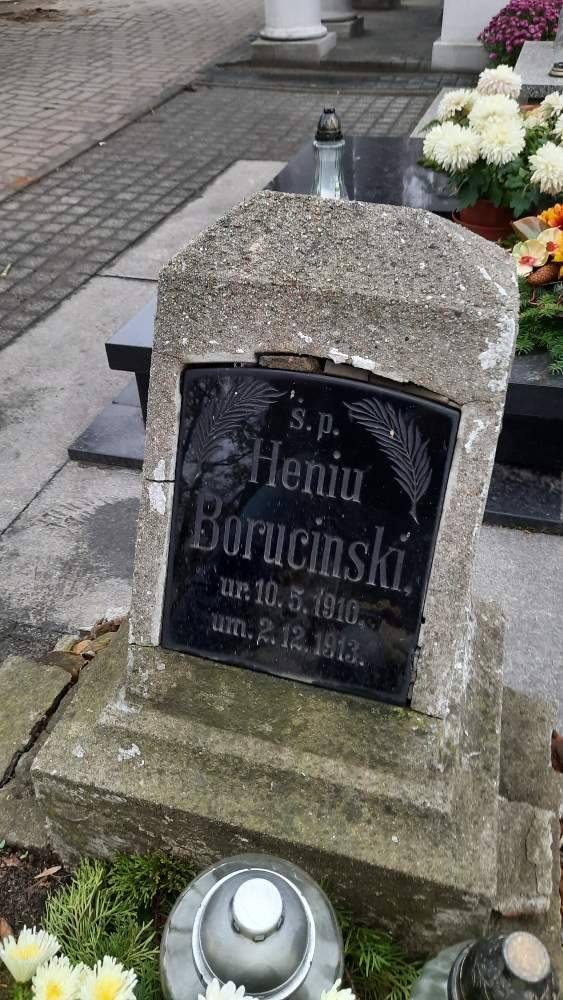 ś.p.
Heniu
Borucinski,
ur. 10. 5. 1910.
um. 2. 12. 1913.